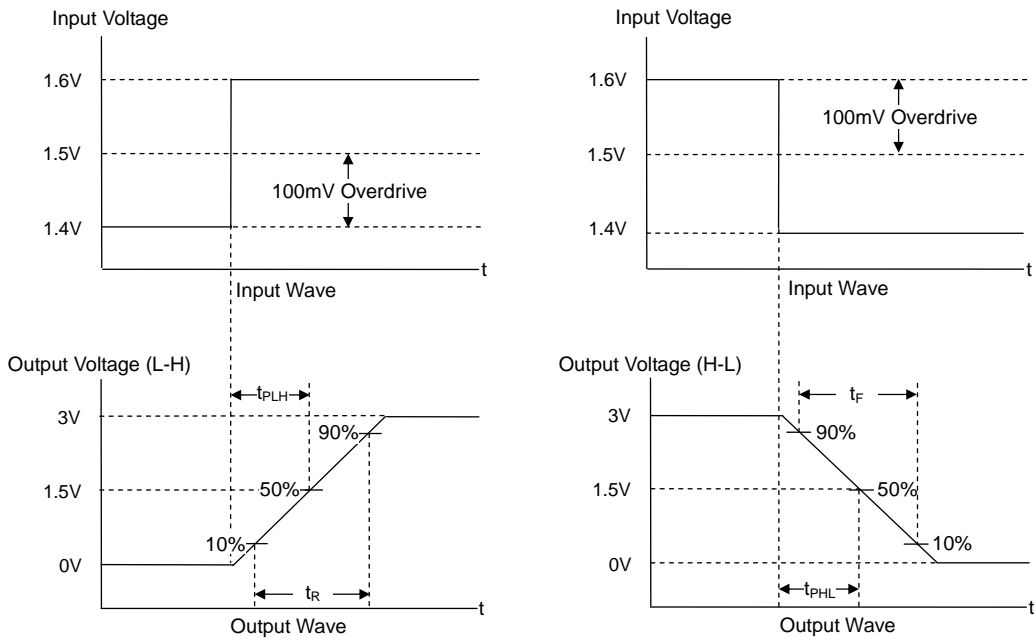 Input Voltage
1.6V
1.5V
100mV Overdrive
1.4V
t
Input Wave
Input Voltage
1.6V
100mV Overdrive
1.5V
1.4V
t
Input Wave
Output Voltage (L-H)
tPLH
3V
90%
1.5V
50%
10%
0V
tR
t
Output Wave
Output Voltage (H-L)
tF
3V
90%
1.5V
50%
10%
0V
tPHL
t
Output Wave